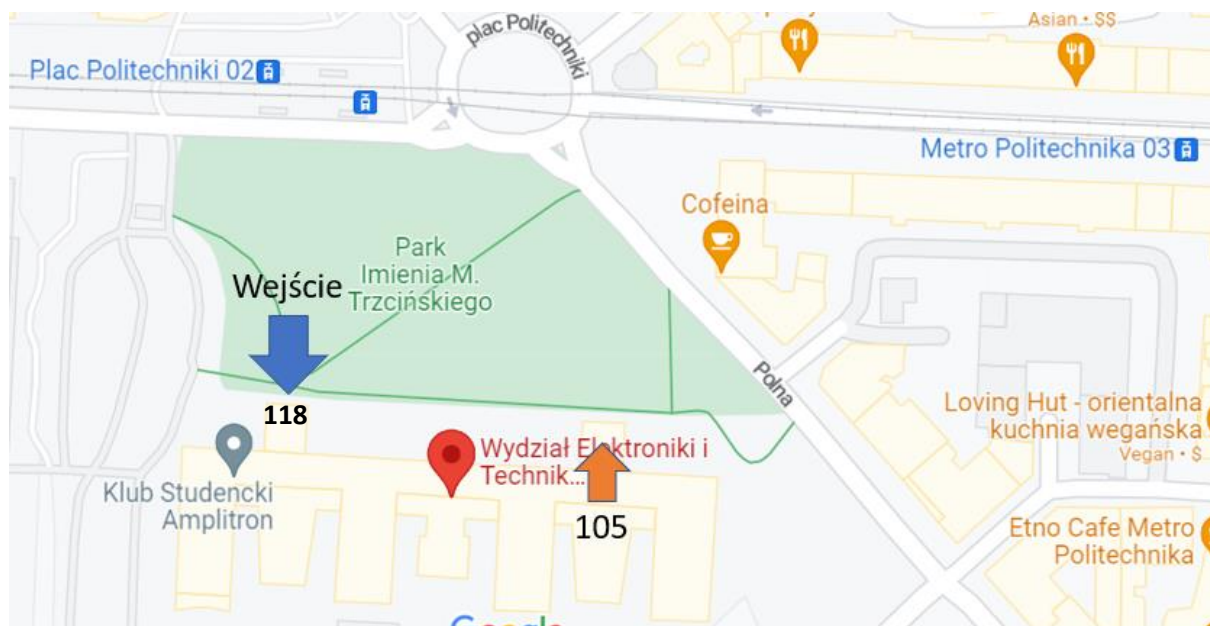 Asian • $$
plac Politechniki
Plac Politechniki 02
Metro Politechnika 03
Cofeina
Park
Imienia M.
Trzcińskiego
Wejście
118
Polna
Loving Hut - orientalna
kuchnia wegańska
Vegan • $
Wydział Elektroniki i
Technik...
Klub Studencki
Amplitron
105
Etno Cafe Metro
Politechnika
Google